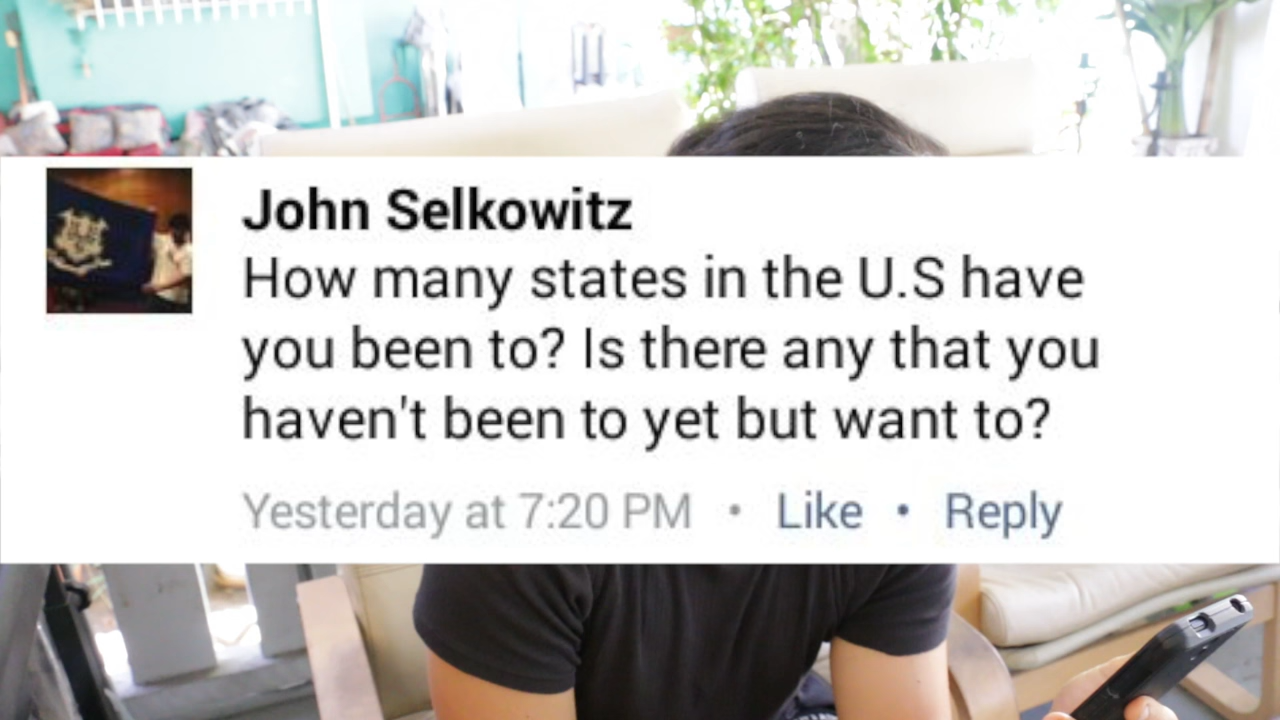 John Selkowitz
How many states in the U.S have
you been to? Is there any that you
haven't been to yet but want to?
Yesterday at 7:20 PM • Like • Reply